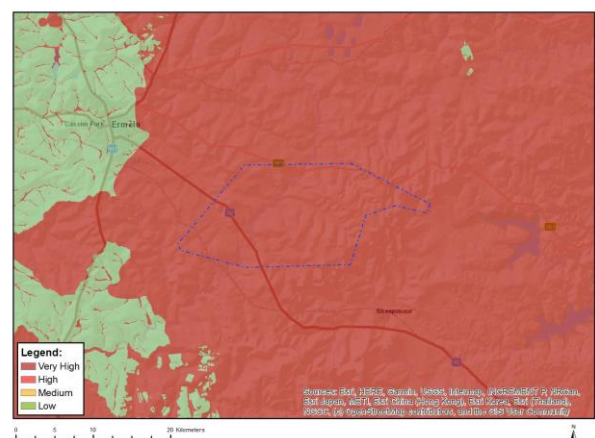 Ermelo
Sheepmoor
Legend:
Very High
High
Medium
Low
Sources: Esri, HERE, Garmin, USGS, Intermap, INCREMENT P, NRCan,
Esri Japan, METI, Esri China (Hong Kong), Esri Korea, Esri (Thailand),
NGCC, (c) OpenStreetMap contributors, and the GIS User Community
0 5 10 20 Kilometers
N